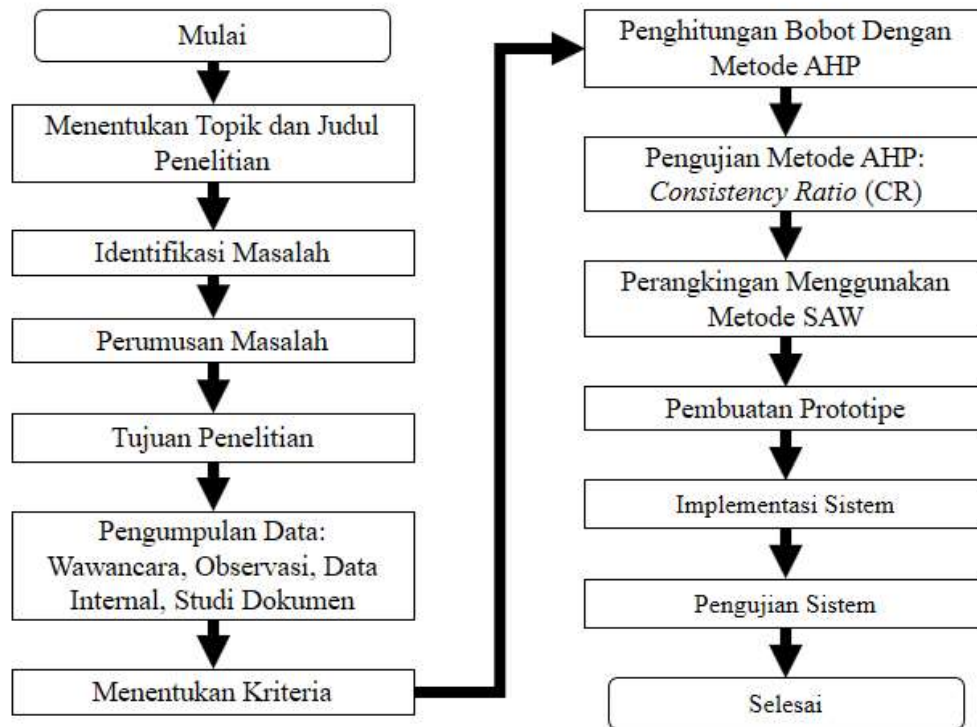 Mulai
Menentukan Topik dan Judul
Penelitian
Identifikasi Masalah
Perumusan Masalah
Tujuan Penelitian
Pengumpulan Data:
Wawancara, Observasi, Data
Internal, Studi Dokumen
Menentukan Kriteria
Penghitungan Bobot Dengan
Metode AHP
Pengujian Metode AHP:
Consistency Ratio (CR)
Perangkingan Menggunakan
Metode SAW
Pembuatan Prototipe
Implementasi Sistem
Pengujian Sistem
Selesai